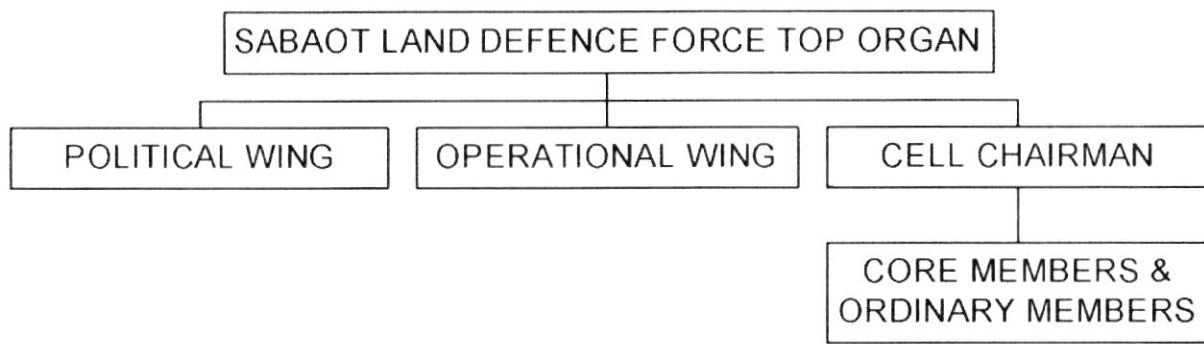 SABAOT LAND DEFENCE FORCE TOP ORGAN
POLITICAL WING
OPERATIONAL WING
CELL CHAIRMAN
CORE MEMBERS &
ORDINARY MEMBERS